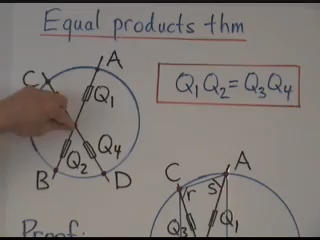 Equal products thm
Q₁Q₂=Q₃Q₄
A
C
Q₁
Q₂
Q₄
B
D
C
A
r
s
Q₃
Q₁
Proof: